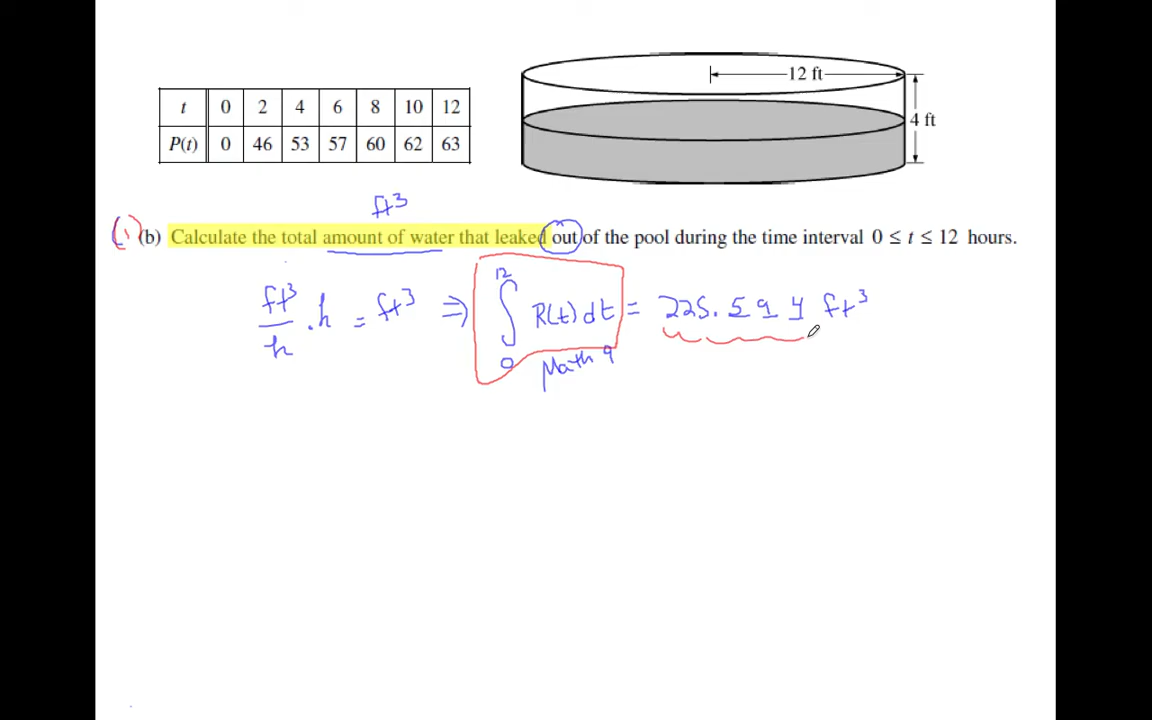 12 ft
t 0 2 4 6 8 10 12
4 ft
P(t) 0 46 53 57 60 62 63
ft³
(1) (b) Calculate the total amount of water that leaked out of the pool during the time interval 0 ≤ t ≤ 12 hours.
ft³/h · h = ft³ ⇒ ∫₀¹² R(t) dt = 225.594 ft³
Math 9